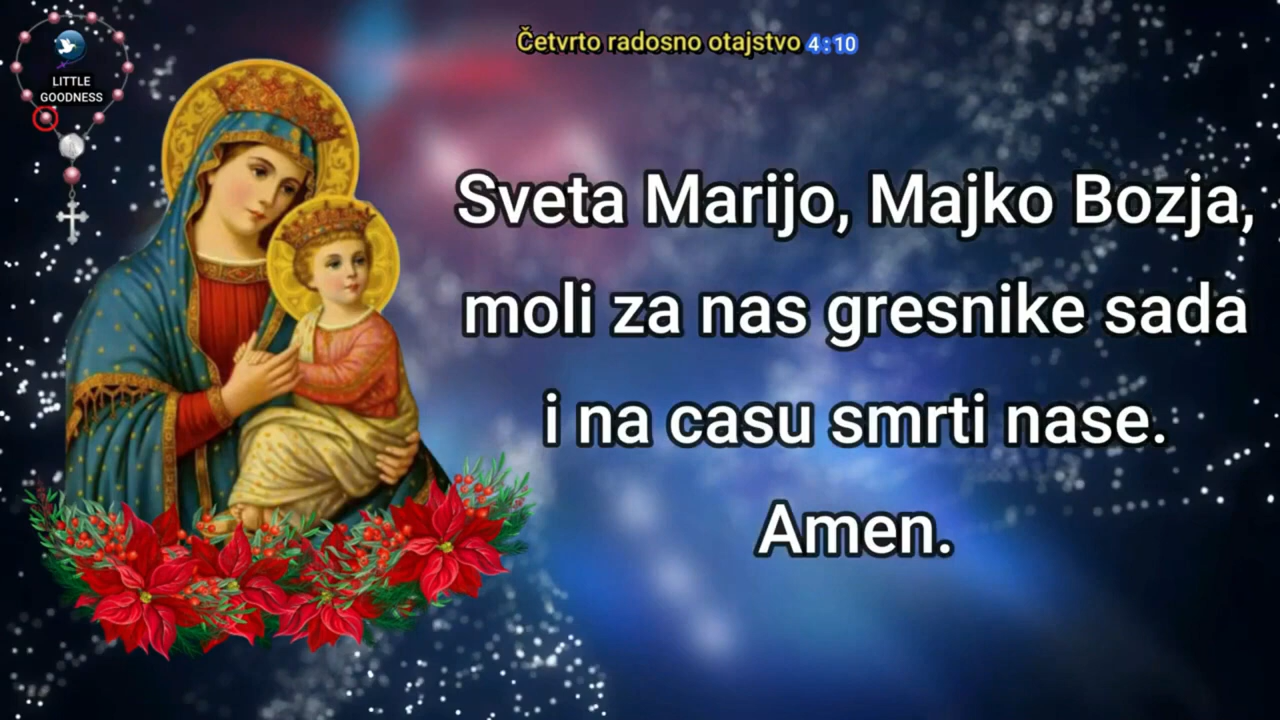 Četvrto radosno otajstvo 4:10
LITTLE
GOODNESS
Sveta Marijo, Majko Bozja,
moli za nas gresnike sada
i na casu smrti nase.
Amen.